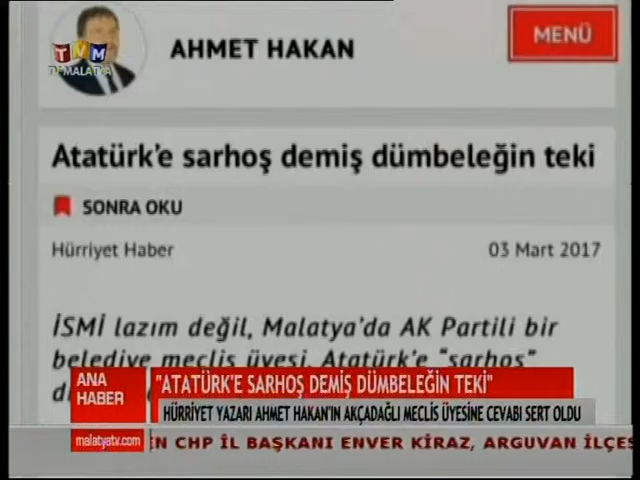 TVM
TV MALATYA
AHMET HAKAN
MENÜ
Atatürk'e sarhoş demiş dümbeleğin teki
SONRA OKU
Hürriyet Haber
03 Mart 2017
İSMİ lazım değil, Malatya'da AK Partili bir
belediye meclis üyesi, Atatürk'e "sarhoş"
ANA
HABER
"ATATÜRK'E SARHOŞ DEMİŞ DÜMBELEĞİN TEKİ"
HÜRRİYET YAZARI AHMET HAKAN'IN AKÇADAĞLI MECLİS ÜYESİNE CEVABI SERT OLDU
malatyatv.com
İN CHP İL BAŞKANI ENVER KİRAZ, ARGUVAN İLÇES